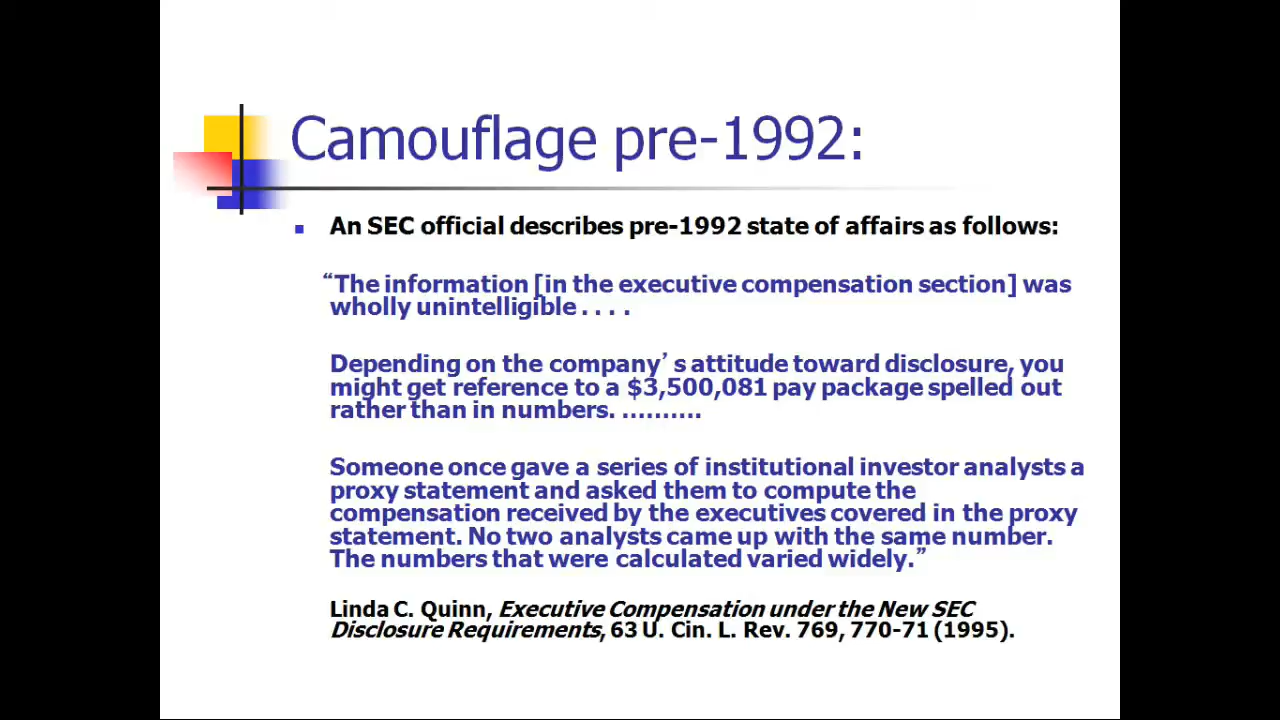 Camouflage pre-1992:
An SEC official describes pre-1992 state of affairs as follows:
“The information [in the executive compensation section] was
wholly unintelligible . . . .
Depending on the company’s attitude toward disclosure, you
might get reference to a $3,500,081 pay package spelled out
rather than in numbers. ..........
Someone once gave a series of institutional investor analysts a
proxy statement and asked them to compute the
compensation received by the executives covered in the proxy
statement. No two analysts came up with the same number.
The numbers that were calculated varied widely.”
Linda C. Quinn, Executive Compensation under the New SEC
Disclosure Requirements, 63 U. Cin. L. Rev. 769, 770-71 (1995).